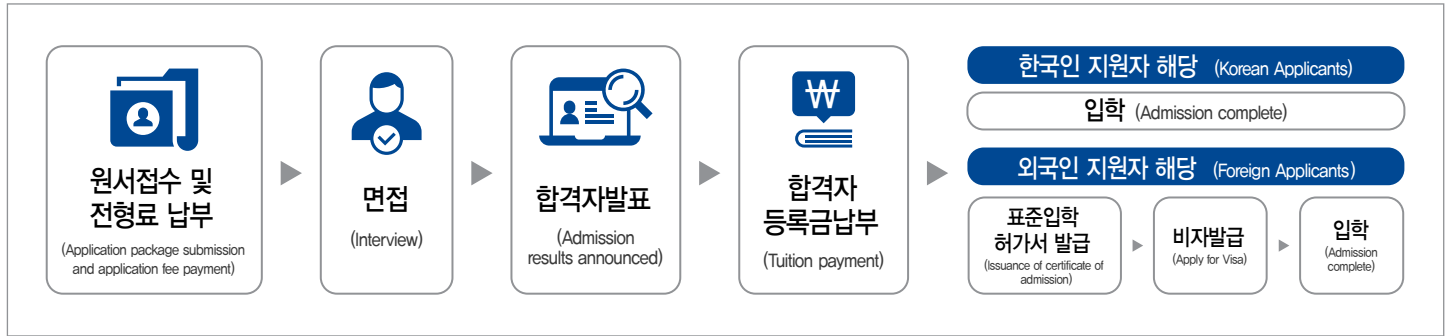 원서접수 및
전형료 납부
(Application package submission
and application fee payment)
면접
(Interview)
합격자발표
(Admission
results announced)
₩
합격자
등록금납부
(Tuition payment)
한국인 지원자 해당 (Korean Applicants)
입학 (Admission complete)
외국인 지원자 해당 (Foreign Applicants)
표준입학
허가서 발급
(Issuance of certificate of
admission)
비자발급
(Apply for Visa)
입학
(Admission
complete)